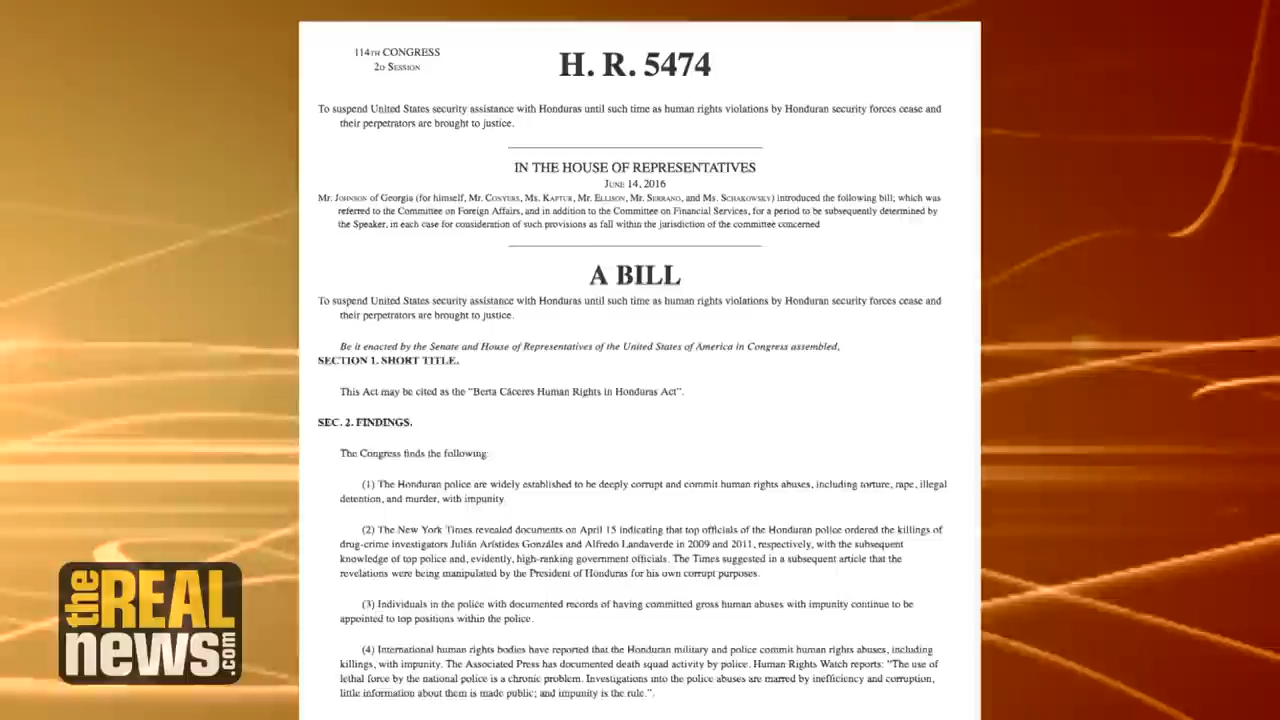 114TH CONGRESS
2D SESSION
H. R. 5474
To suspend United States security assistance with Honduras until such time as human rights violations by Honduran security forces cease and
their perpetrators are brought to justice.
IN THE HOUSE OF REPRESENTATIVES
JUNE 14, 2016
Mr. JOHNSON of Georgia (for himself, Mr. CONYERS, Ms. KAPTUR, Mr. ELLISON, Mr. SERRANO, and Ms. SCHAKOWSKY) introduced the following bill; which was
referred to the Committee on Foreign Affairs, and in addition to the Committee on Financial Services, for a period to be subsequently determined by
the Speaker, in each case for consideration of such provisions as fall within the jurisdiction of the committee concerned
A BILL
To suspend United States security assistance with Honduras until such time as human rights violations by Honduran security forces cease and
their perpetrators are brought to justice.
Be it enacted by the Senate and House of Representatives of the United States of America in Congress assembled,
SECTION 1. SHORT TITLE.
This Act may be cited as the “Berta Cáceres Human Rights in Honduras Act”.
SEC. 2. FINDINGS.
The Congress finds the following:
(1) The Honduran police are widely established to be deeply corrupt and commit human rights abuses, including torture, rape, illegal
detention, and murder, with impunity.
(2) The New York Times revealed documents on April 15 indicating that top officials of the Honduran police ordered the killings of
drug-crime investigators Julián Arístides Gonzáles and Alfredo Landaverde in 2009 and 2011, respectively, with the subsequent
knowledge of top police and, evidently, high-ranking government officials. The Times suggested in a subsequent article that the
revelations were being manipulated by the President of Honduras for his own corrupt purposes.
(3) Individuals in the police with documented records of having committed gross human abuses with impunity continue to be
appointed to top positions within the police.
(4) International human rights bodies have reported that the Honduran military and police commit human rights abuses, including
killings, with impunity. The Associated Press has documented death squad activity by police. Human Rights Watch reports: “The use of
lethal force by the national police is a chronic problem. Investigations into the police abuses are marred by inefficiency and corruption,
little information about them is made public; and impunity is the rule.”.
the REAL
news.com